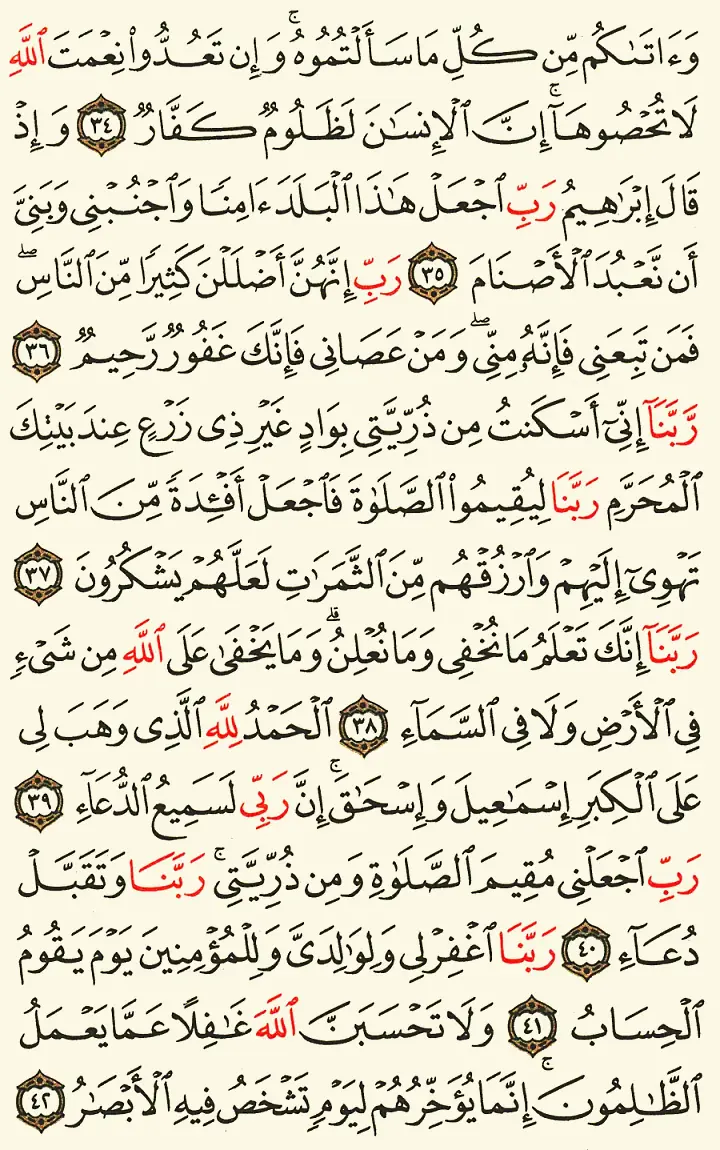 وَءَاتَىٰكُم مِّن كُلِّ مَا سَأَلْتُمُوهُ ۚ وَإِن تَعُدُّوا۟ نِعْمَتَ ٱللَّهِ
لَا تُحْصُوهَآ ۗ إِنَّ ٱلْإِنسَٰنَ لَظَلُومٌ كَفَّارٌ ٣٤ وَإِذْ
قَالَ إِبْرَٰهِيمُ رَبِّ ٱجْعَلْ هَٰذَا ٱلْبَلَدَ ءَامِنًا وَٱجْنُبْنِى وَبَنِىَّ
أَن نَّعْبُدَ ٱلْأَصْنَامَ ٣٥ رَبِّ إِنَّهُنَّ أَضْلَلْنَ كَثِيرًا مِّنَ ٱلنَّاسِ ۖ
فَمَن تَبِعَنِى فَإِنَّهُۥ مِنِّى ۖ وَمَنْ عَصَانِى فَإِنَّكَ غَفُورٌ رَّحِيمٌ ٣٦
رَّبَّنَآ إِنِّىٓ أَسْكَنتُ مِن ذُرِّيَّتِى بِوَادٍ غَيْرِ ذِى زَرْعٍ عِندَ بَيْتِكَ
ٱلْمُحَرَّمِ رَبَّنَا لِيُقِيمُوا۟ ٱلصَّلَوٰةَ فَٱجْعَلْ أَفْـِٔدَةً مِّنَ ٱلنَّاسِ
تَهْوِىٓ إِلَيْهِمْ وَٱرْزُقْهُم مِّنَ ٱلثَّمَرَٰتِ لَعَلَّهُمْ يَشْكُرُونَ ٣٧
رَبَّنَآ إِنَّكَ تَعْلَمُ مَا نُخْفِى وَمَا نُعْلِنُ ۗ وَمَا يَخْفَىٰ عَلَى ٱللَّهِ مِن شَىْءٍ
فِى ٱلْأَرْضِ وَلَا فِى ٱلسَّمَآءِ ٣٨ ٱلْحَمْدُ لِلَّهِ ٱلَّذِى وَهَبَ لِى
عَلَى ٱلْكِبَرِ إِسْمَٰعِيلَ وَإِسْحَٰقَ ۚ إِنَّ رَبِّى لَسَمِيعُ ٱلدُّعَآءِ ٣٩
رَبِّ ٱجْعَلْنِى مُقِيمَ ٱلصَّلَوٰةِ وَمِن ذُرِّيَّتِى ۚ رَبَّنَا وَتَقَبَّلْ
دُعَآءِ ٤٠ رَبَّنَا ٱغْفِرْ لِى وَلِوَٰلِدَىَّ وَلِلْمُؤْمِنِينَ يَوْمَ يَقُومُ
ٱلْحِسَابُ ٤١ وَلَا تَحْسَبَنَّ ٱللَّهَ غَٰفِلًا عَمَّا يَعْمَلُ
ٱلظَّٰلِمُونَ ۚ إِنَّمَا يُؤَخِّرُهُمْ لِيَوْمٍ تَشْخَصُ فِيهِ ٱلْأَبْصَٰرُ ٤٢